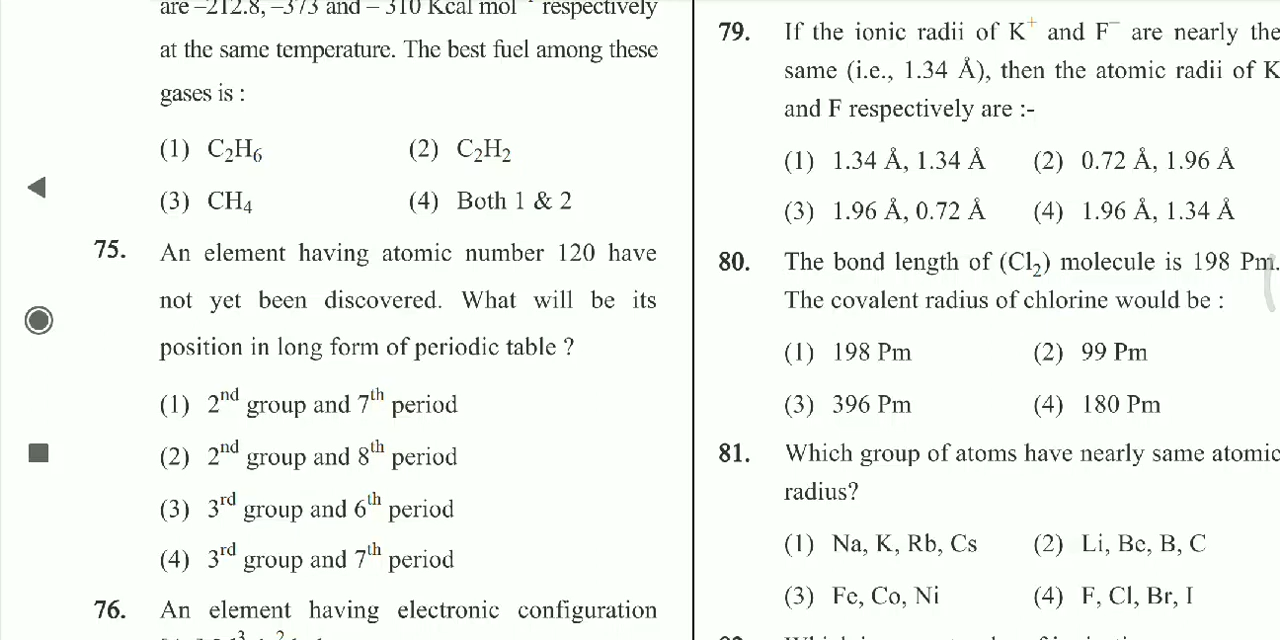 are –212.8, –373 and – 310 Kcal mol⁻¹ respectively
at the same temperature. The best fuel among these
gases is :
(1) C₂H₆ (2) C₂H₂
(3) CH₄ (4) Both 1 & 2
75. An element having atomic number 120 have
not yet been discovered. What will be its
position in long form of periodic table ?
(1) 2ⁿᵈ group and 7ᵗʰ period
(2) 2ⁿᵈ group and 8ᵗʰ period
(3) 3ʳᵈ group and 6ᵗʰ period
(4) 3ʳᵈ group and 7ᵗʰ period
76. An element having electronic configuration
79. If the ionic radii of K⁺ and F⁻ are nearly the
same (i.e., 1.34 Å), then the atomic radii of K
and F respectively are :-
(1) 1.34 Å, 1.34 Å (2) 0.72 Å, 1.96 Å
(3) 1.96 Å, 0.72 Å (4) 1.96 Å, 1.34 Å
80. The bond length of (Cl₂) molecule is 198 Pm.
The covalent radius of chlorine would be :
(1) 198 Pm (2) 99 Pm
(3) 396 Pm (4) 180 Pm
81. Which group of atoms have nearly same atomic
radius?
(1) Na, K, Rb, Cs (2) Li, Be, B, C
(3) Fe, Co, Ni (4) F, Cl, Br, I